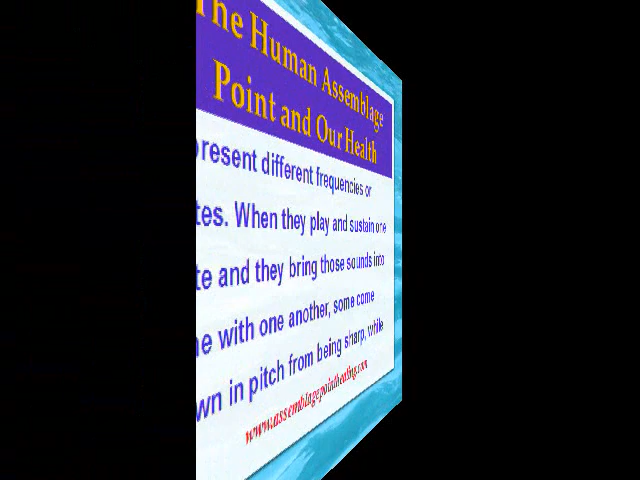 The Human Assemblage
Point and Our Health
present different frequencies or
tes. When they play and sustain one
te and they bring those sounds into
ne with one another, some come
wn in pitch from being sharp, while
www.assemblagepointhealing.com